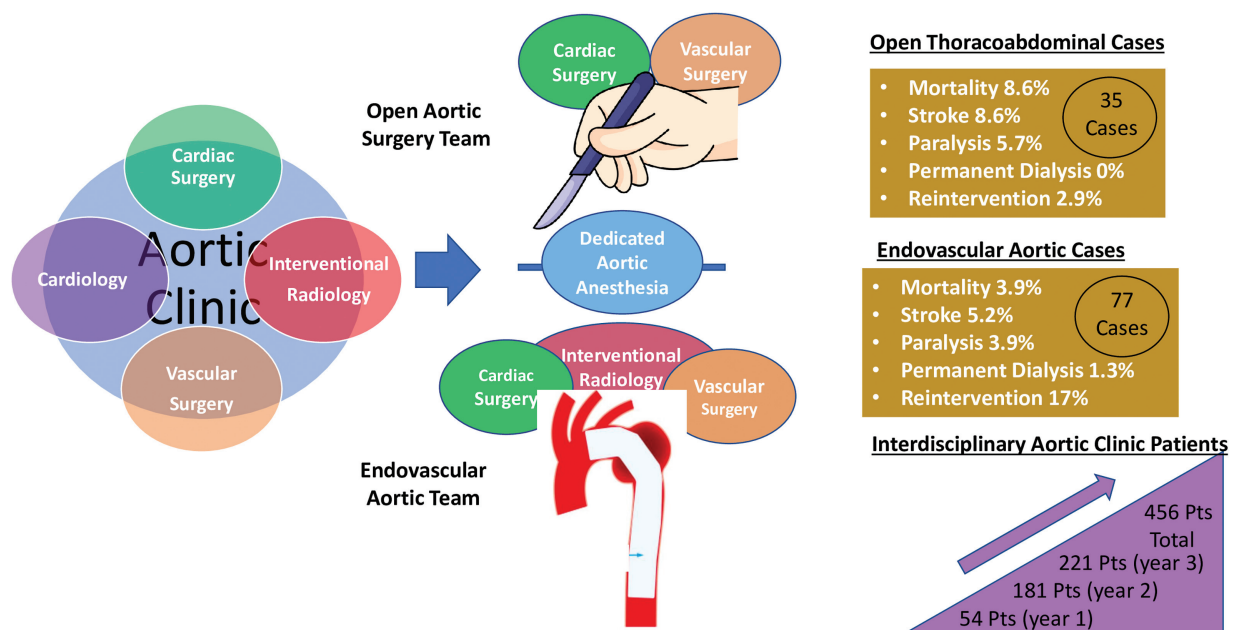 Cardiac
Surgery
Aortic
Clinic
Cardiology
Interventional
Radiology
Vascular
Surgery
Open Aortic
Surgery Team
Cardiac
Surgery
Vascular
Surgery
Dedicated
Aortic
Anesthesia
Interventional
Radiology
Cardiac
Surgery
Vascular
Surgery
Endovascular
Aortic Team
Open Thoracoabdominal Cases
• Mortality 8.6%
• Stroke 8.6%
• Paralysis 5.7%
• Permanent Dialysis 0%
• Reintervention 2.9%
35
Cases
Endovascular Aortic Cases
• Mortality 3.9%
• Stroke 5.2%
• Paralysis 3.9%
• Permanent Dialysis 1.3%
• Reintervention 17%
77
Cases
Interdisciplinary Aortic Clinic Patients
456 Pts
Total
221 Pts (year 3)
181 Pts (year 2)
54 Pts (year 1)